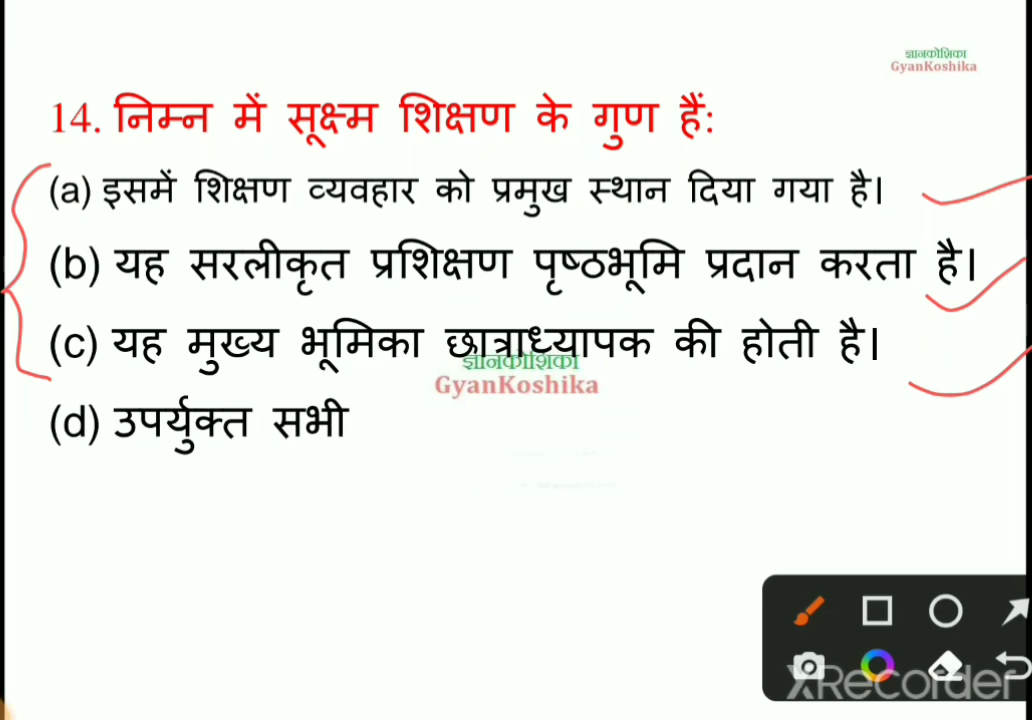 ज्ञानकोशिका
GyanKoshika
14. निम्न में सूक्ष्म शिक्षण के गुण हैं:
(a) इसमें शिक्षण व्यवहार को प्रमुख स्थान दिया गया है।
(b) यह सरलीकृत प्रशिक्षण पृष्ठभूमि प्रदान करता है।
(c) यह मुख्य भूमिका छात्राध्यापक की होती है।
ज्ञानकोशिका
GyanKoshika
(d) उपर्युक्त सभी
XRecorder